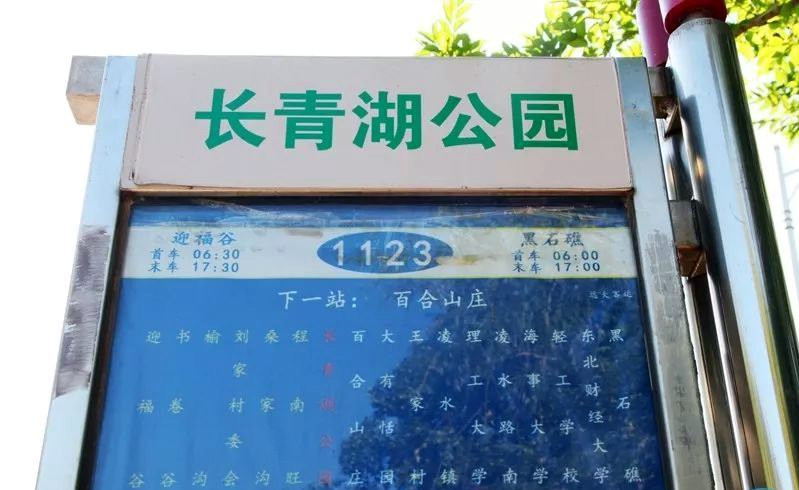 长青湖公园
迎福谷
首车 06:30
末车 17:30
1123
黑石礁
首车 06:00
末车 17:00
下一站： 百合山庄
迎福谷
书卷谷
榆沟
刘家村委会
桑家沟
程南旺
长青湖公园
百合山庄
大有恬园
王家村
凌水镇
理工大学
凌水路南
海事大学
轻工学校
东北财经大学
黑石礁